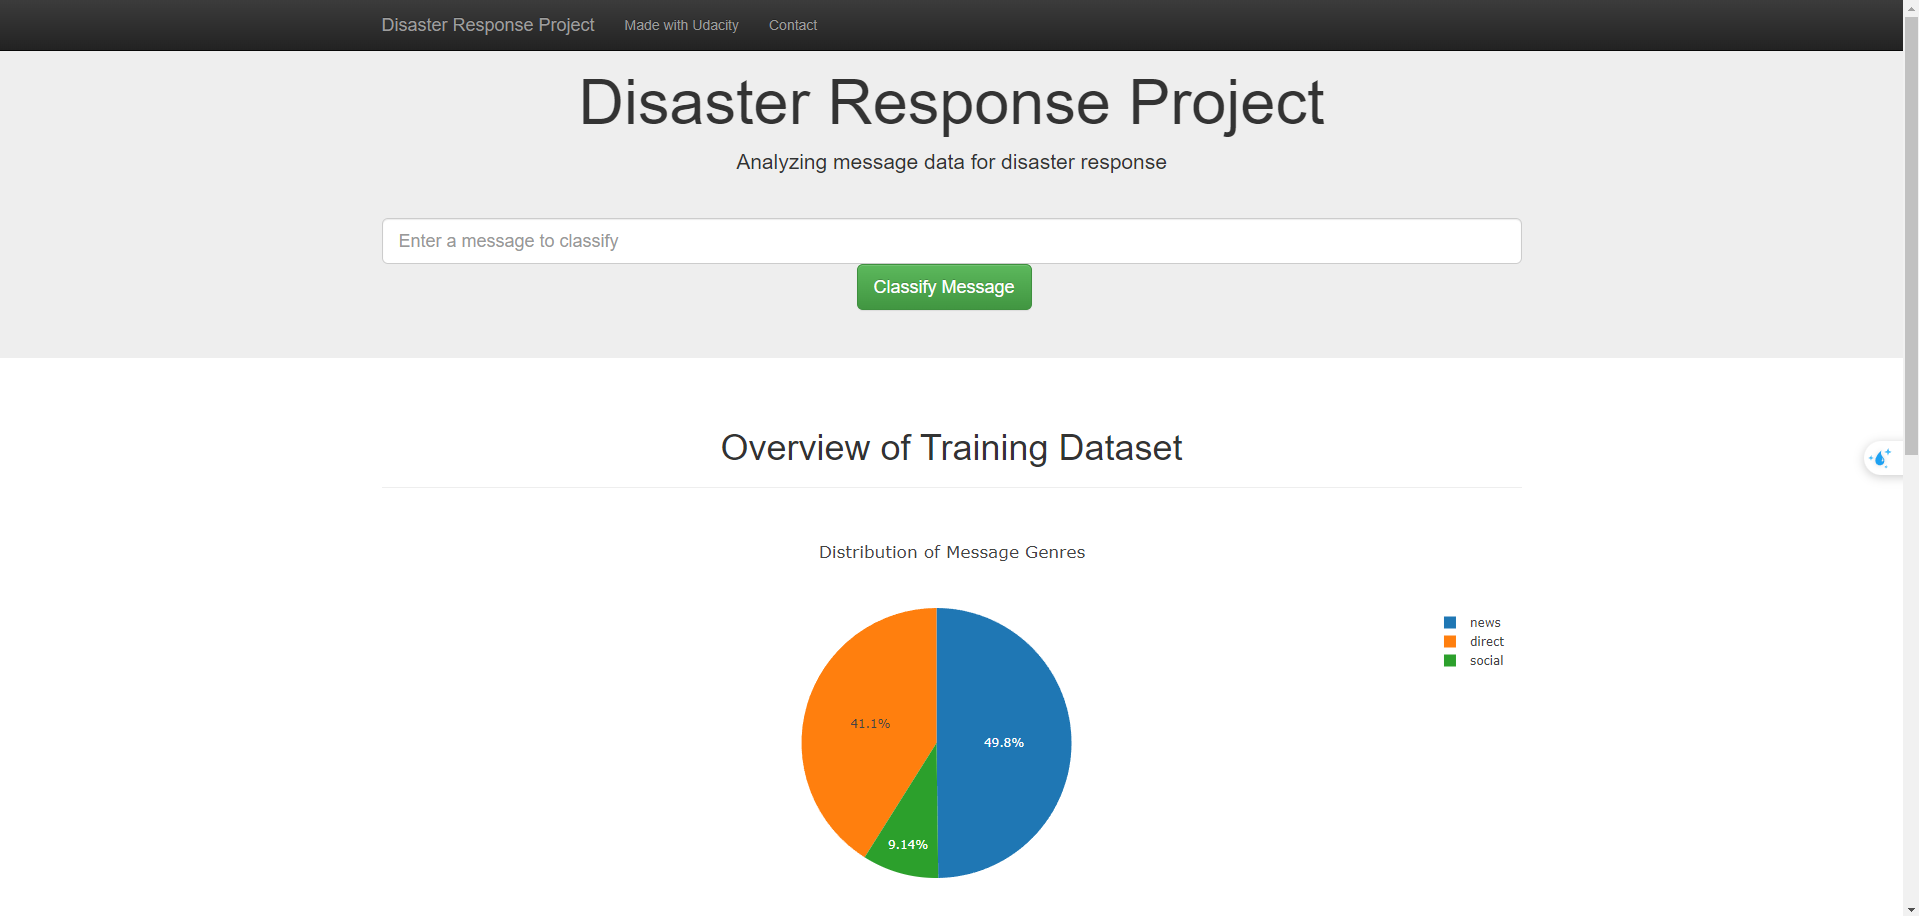 Disaster Response Project Made with Udacity Contact
Disaster Response Project
Analyzing message data for disaster response
Enter a message to classify
Classify Message
Overview of Training Dataset
Distribution of Message Genres
news
direct
social
41.1%
49.8%
9.14%